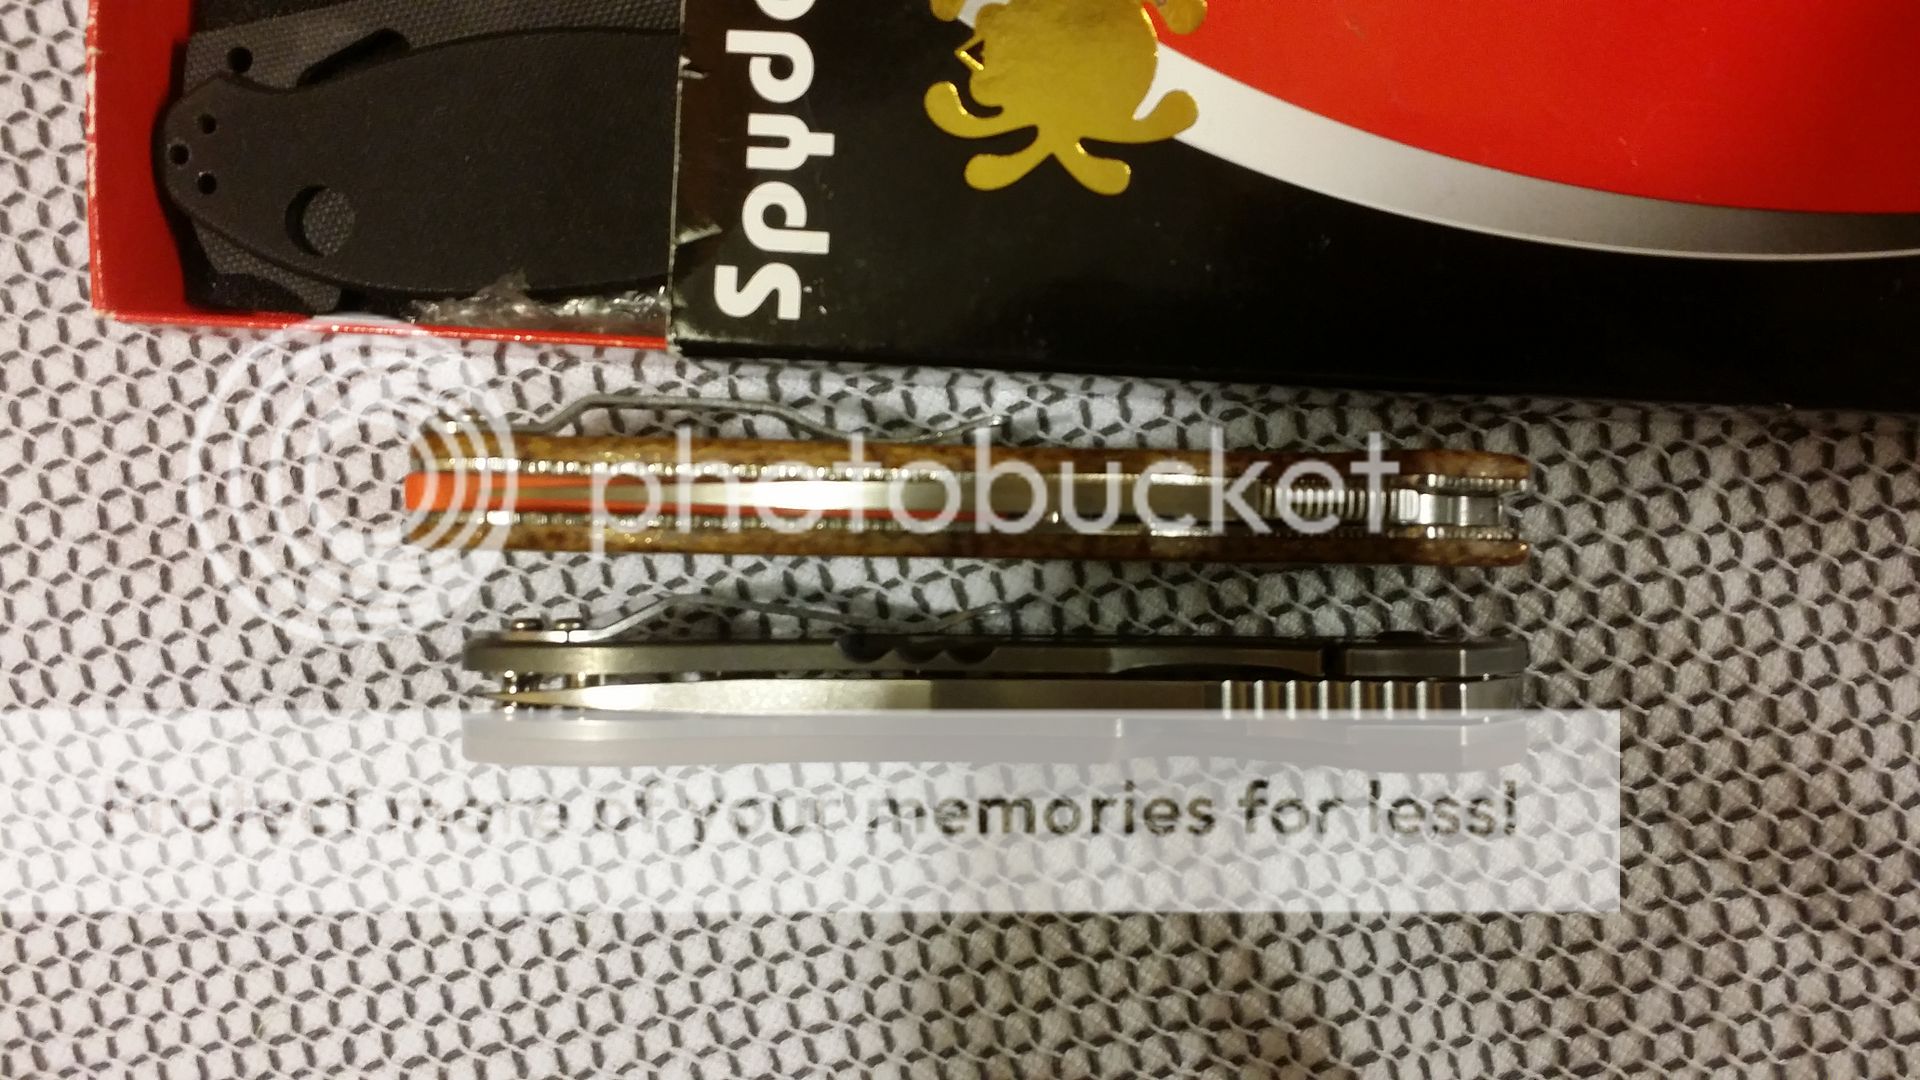 Spyde
photobucket
Protect more of your memories for less!